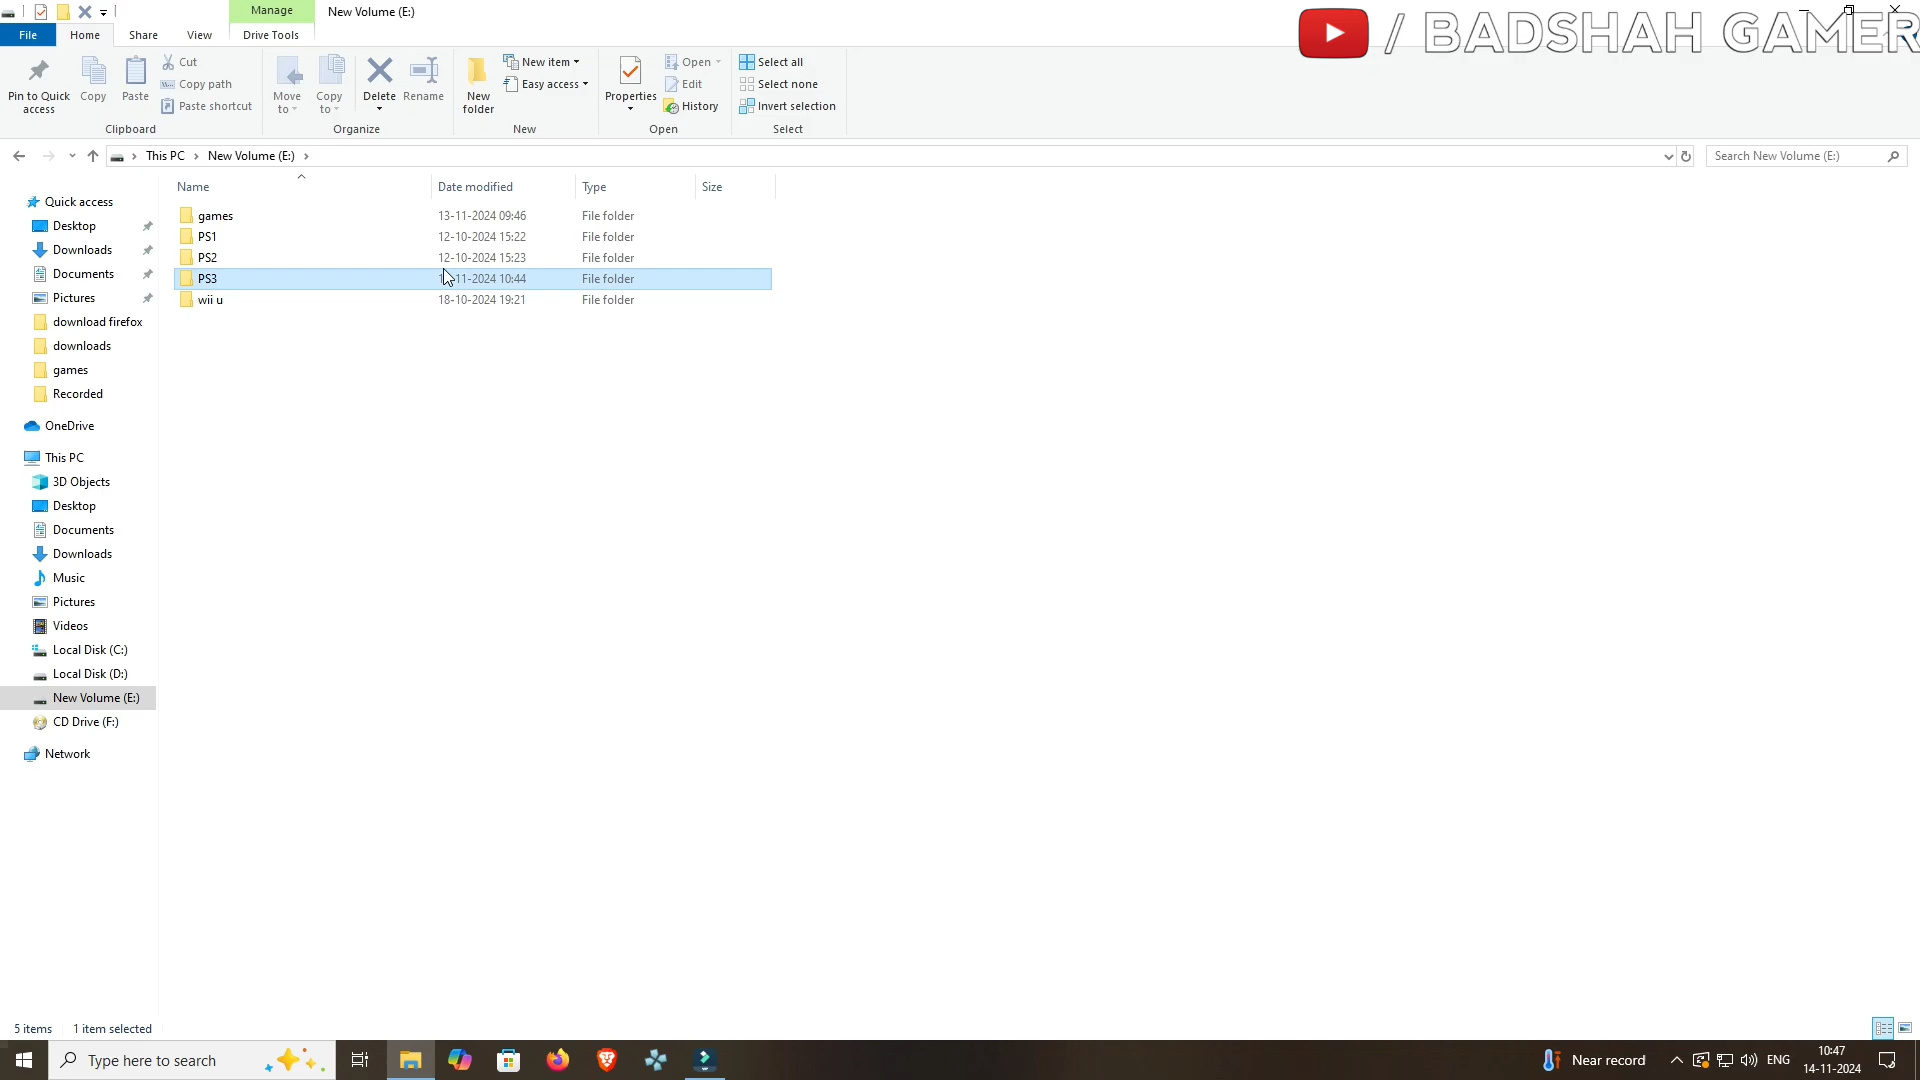 Manage
New Volume (E:)
File
Home
Share
View
Drive Tools
/ BADSHAH GAMER
Pin to Quick access
Copy
Paste
Cut
Copy path
Paste shortcut
Clipboard
Move to
Copy to
Delete
Rename
Organize
New folder
New item
Easy access
New
Properties
Open
Edit
History
Open
Select all
Select none
Invert selection
Select
This PC
New Volume (E:)
Search New Volume (E:)
Name
Date modified
Type
Size
games 13-11-2024 09:46 File folder
PS1 12-10-2024 15:22 File folder
PS2 12-10-2024 15:23 File folder
PS3 -11-2024 10:44 File folder
wii u 18-10-2024 19:21 File folder
Quick access
Desktop
Downloads
Documents
Pictures
download firefox
downloads
games
Recorded
OneDrive
This PC
3D Objects
Desktop
Documents
Downloads
Music
Pictures
Videos
Local Disk (C:)
Local Disk (D:)
New Volume (E:)
CD Drive (F:)
Network
5 items
1 item selected
Type here to search
Near record
ENG
10:47
14-11-2024